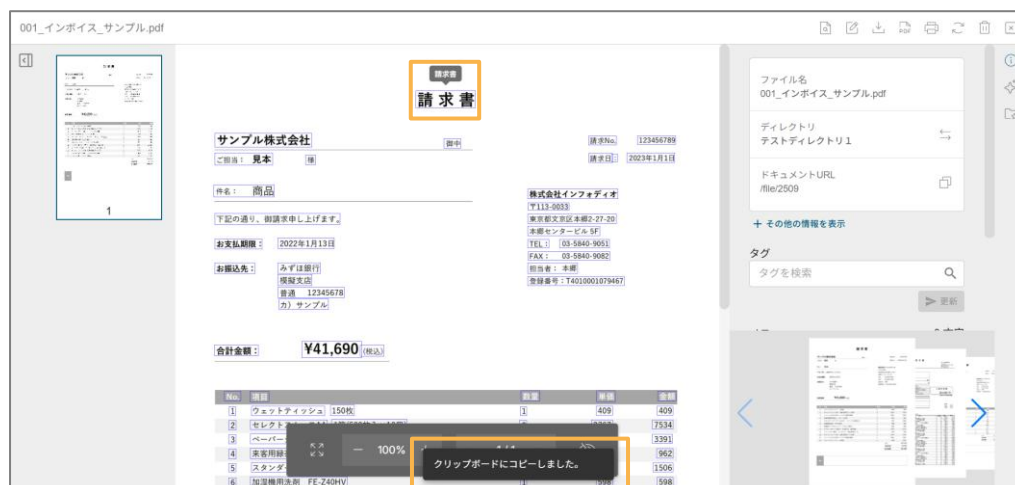 001_インボイス_サンプル.pdf
請求書
請 求 書
サンプル株式会社 御中
ご担当： 見本 様
請求No. 123456789
請求日： 2023年1月1日
件名： 商品
下記の通り、御請求申し上げます。
お支払期限： 2022年1月13日
お振込先： みずほ銀行
模擬支店
普通 12345678
カ）サンプル
株式会社インフォディオ
〒113-0033
東京都文京区本郷2-27-20
本郷センタービル 5F
TEL： 03-5840-9051
FAX： 03-5840-9082
担当者： 本郷
登録番号：T4010001079467
合計金額： ¥41,690 (税込)
No. 項目 数量 単価 金額
1 ウェットティッシュ 150枚 1 409 409
2 7534
3 3391
4 962
5 1506
6 加湿機用洗剤 FE-Z40HV 1 598 598
100%
クリップボードにコピーしました。
1
ファイル名
001_インボイス_サンプル.pdf
ディレクトリ
テストディレクトリ1
ドキュメントURL
/file/2509
+ その他の情報を表示
タグ
タグを検索
更新